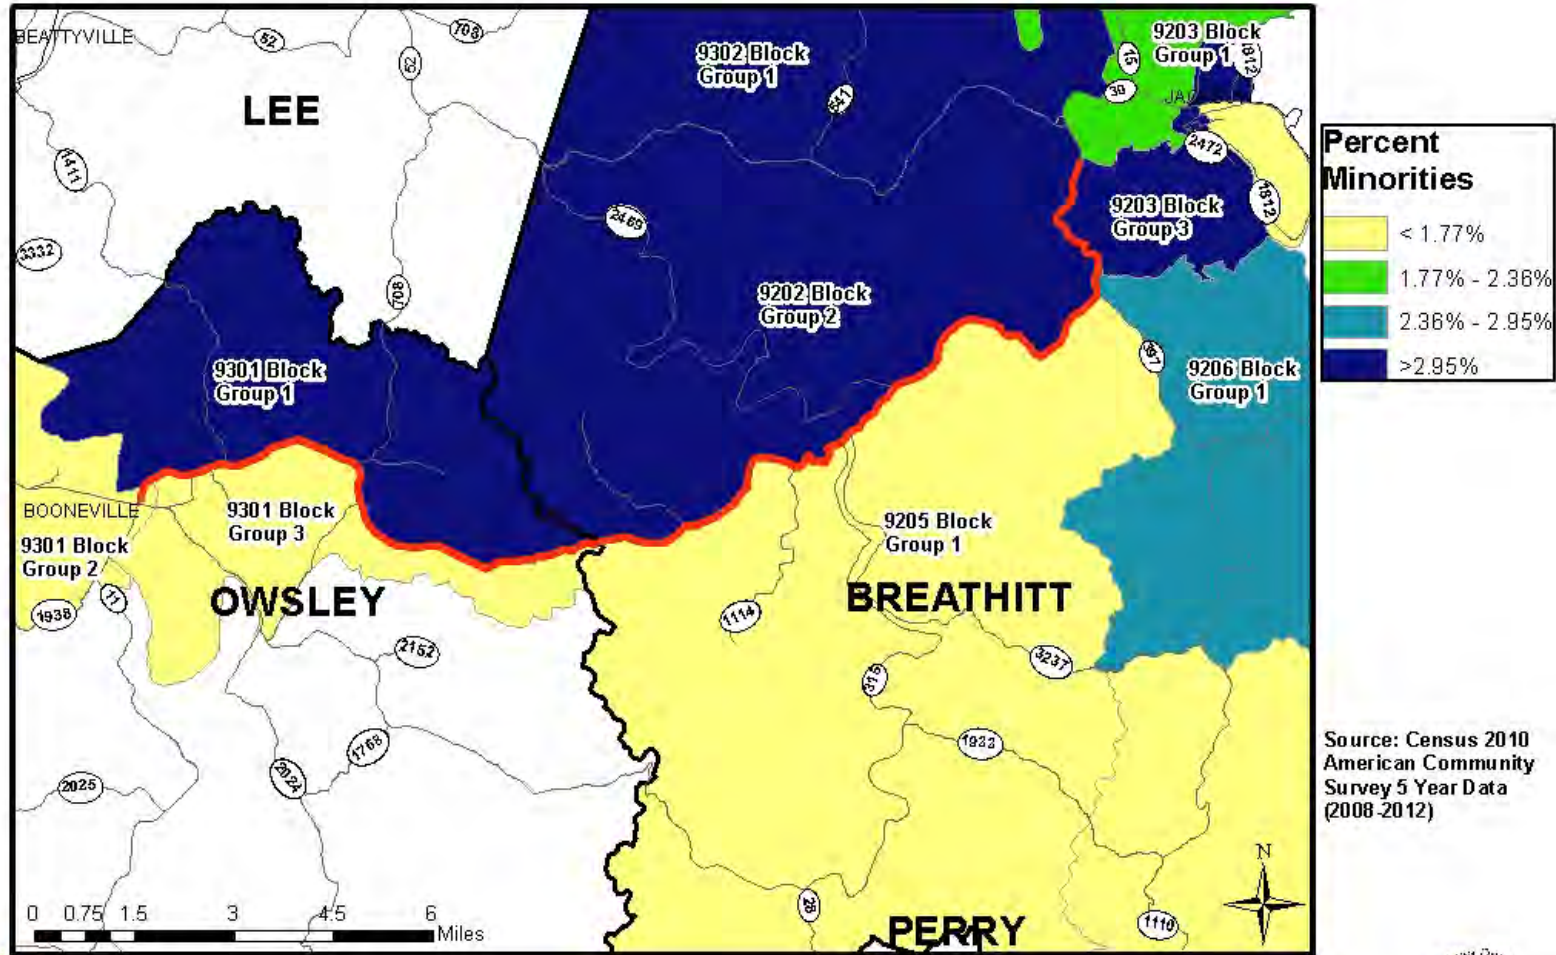 BEATTYVILLE
52
708
52
LEE
1411
3332
708
9302 Block
Group 1
541
2469
9203 Block
Group 1
15
30
1812
2472
1812
9203 Block
Group 3
9202 Block
Group 2
9301 Block
Group 1
9206 Block
Group 1
BOONEVILLE
9301 Block
Group 3
9301 Block
Group 2
9205 Block
Group 1
OWSLEY
BREATHITT
1938
11
2152
1114
315
3237
1768
2024
2025
1933
28
1110
PERRY
N
0 0.75 1.5 3 4.5 6
Miles
Percent
Minorities
< 1.77%
1.77% - 2.36%
2.36% - 2.95%
>2.95%
Source: Census 2010
American Community
Survey 5 Year Data
(2008-2012)